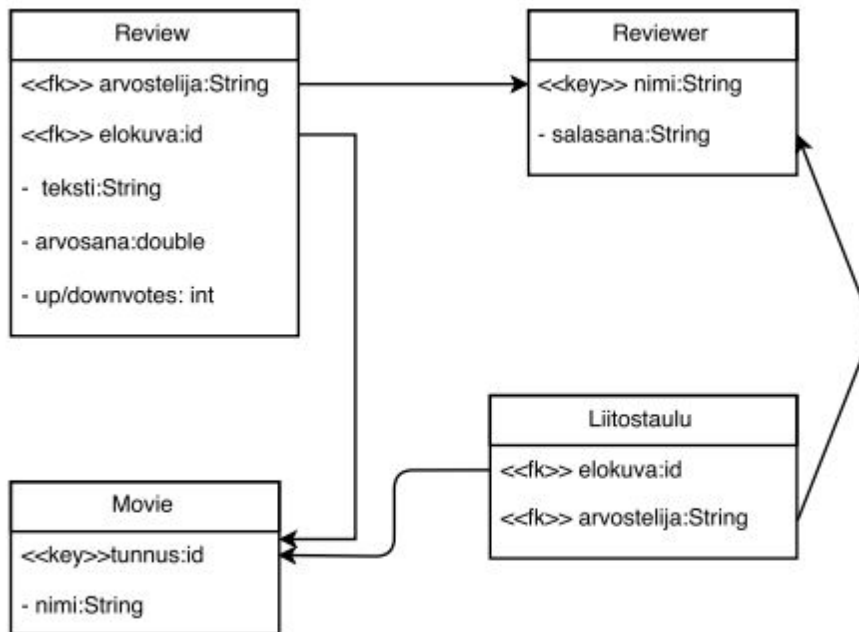 Review
<<fk>> arvostelija:String
<<fk>> elokuva:id
- teksti:String
- arvosana:double
- up/downvotes: int
Reviewer
<<key>> nimi:String
- salasana:String
Liitostaulu
<<fk>> elokuva:id
<<fk>> arvostelija:String
Movie
<<key>>tunnus:id
- nimi:String